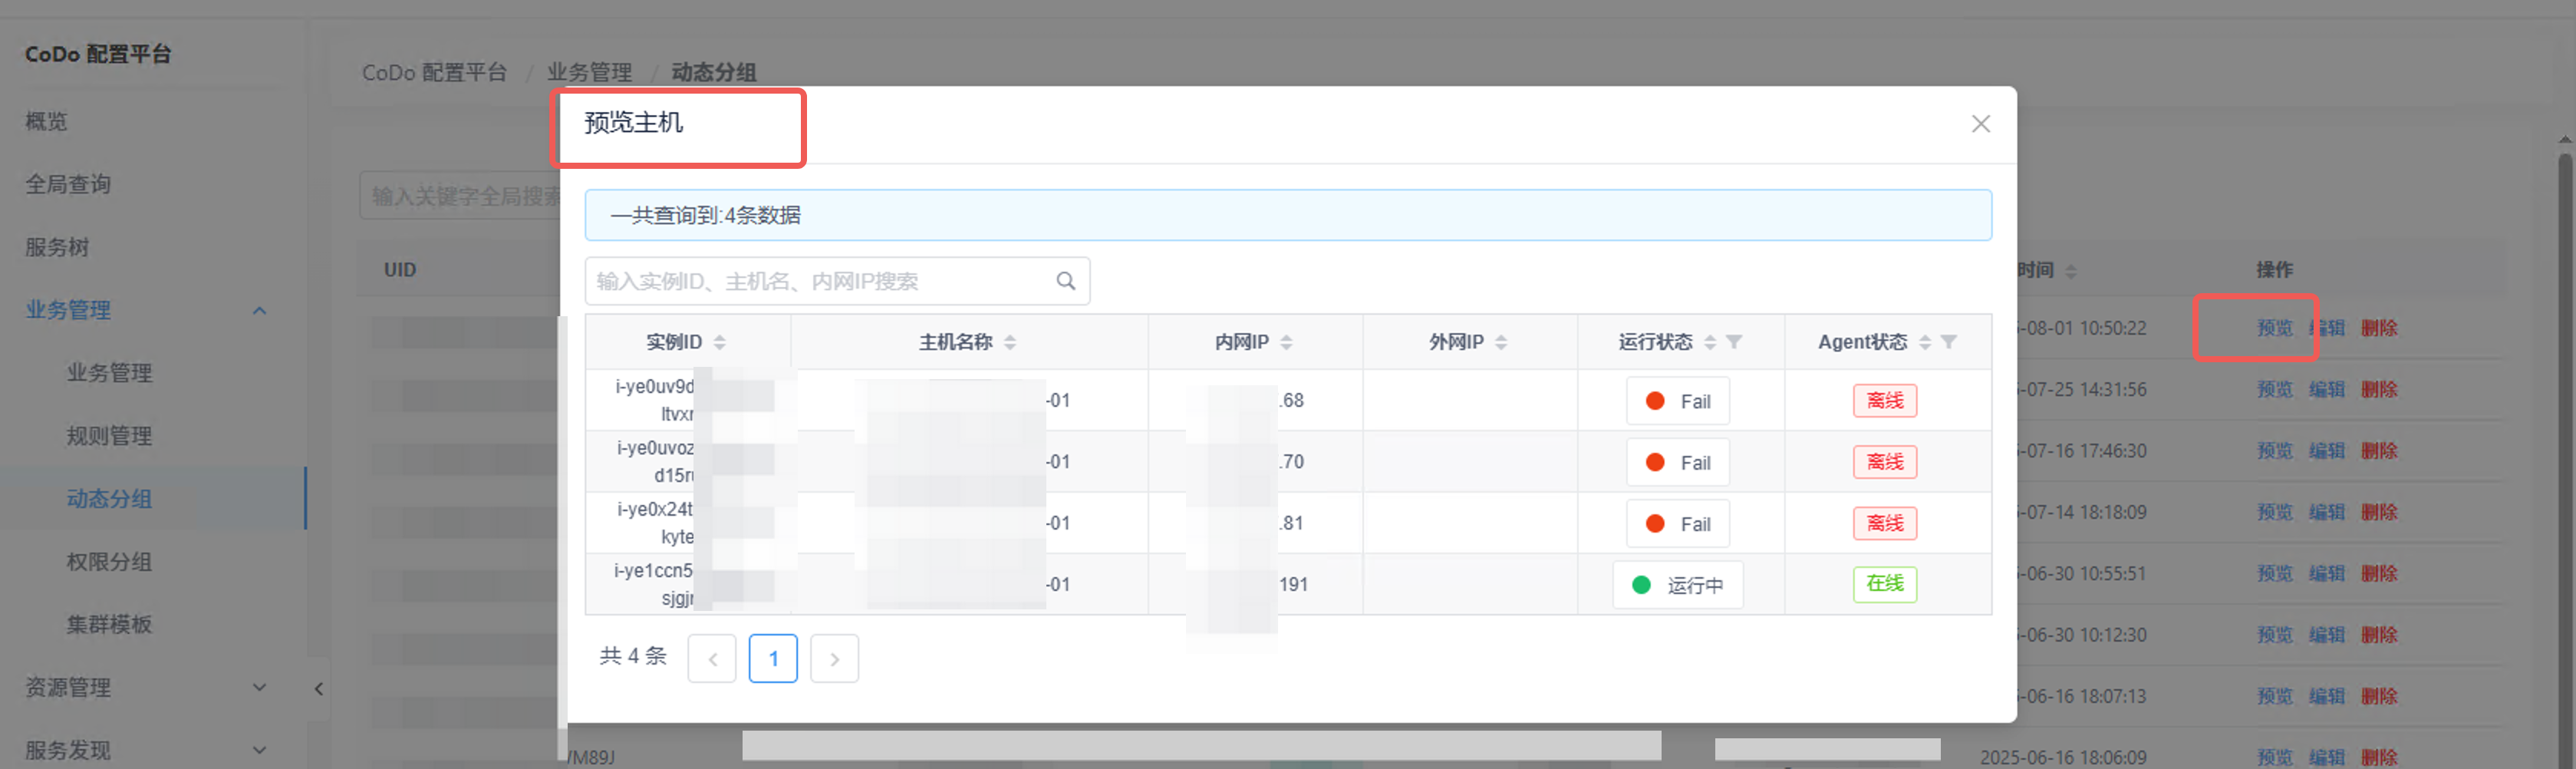 CoDo 配置平台
概览
全局查询
服务树
业务管理
业务管理
规则管理
动态分组
权限分组
集群模板
资源管理
服务发现
CoDo 配置平台 / 业务管理 / 动态分组
输入关键字全局搜索
UID
时间 操作
-08-01 10:50:22 预览 编辑 删除
-07-25 14:31:56 预览 编辑 删除
-07-16 17:46:30 预览 编辑 删除
-07-14 18:18:09 预览 编辑 删除
-06-30 10:55:51 预览 编辑 删除
-06-30 10:12:30 预览 编辑 删除
-06-16 18:07:13 预览 编辑 删除
VM89J 2025-06-16 18:06:09 预览 编辑 删除
预览主机
一共查询到:4条数据
输入实例ID、主机名、内网IP搜索
实例ID 主机名称 内网IP 外网IP 运行状态 Agent状态
i-ye0uv9d -01 .68 Fail 离线
ltvxr
i-ye0uvoz -01 .70 Fail 离线
d15ru
i-ye0x24t -01 .81 Fail 离线
kyte
i-ye1ccn5 -01 191 运行中 在线
sjgjr
共 4 条 1